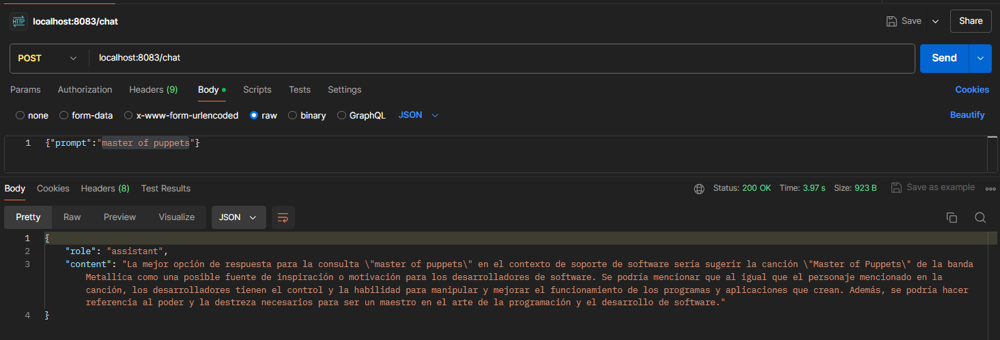 HTTP localhost:8083/chat Save Share
POST localhost:8083/chat Send
Params Authorization Headers (9) Body Scripts Tests Settings Cookies
none form-data x-www-form-urlencoded raw binary GraphQL JSON Beautify
1 {"prompt":"master of puppets"}
Body Cookies Headers (8) Test Results Status: 200 OK Time: 3.97 s Size: 923 B Save as example
Pretty Raw Preview Visualize JSON
1 {
2 "role": "assistant",
3 "content": "La mejor opción de respuesta para la consulta \"master of puppets\" en el contexto de soporte de software sería sugerir la canción \"Master of Puppets\" de la banda
Metallica como una posible fuente de inspiración o motivación para los desarrolladores de software. Se podría mencionar que al igual que el personaje mencionado en la
canción, los desarrolladores tienen el control y la habilidad para manipular y mejorar el funcionamiento de los programas y aplicaciones que crean. Además, se podría hacer
referencia al poder y la destreza necesarios para ser un maestro en el arte de la programación y el desarrollo de software."
4 }